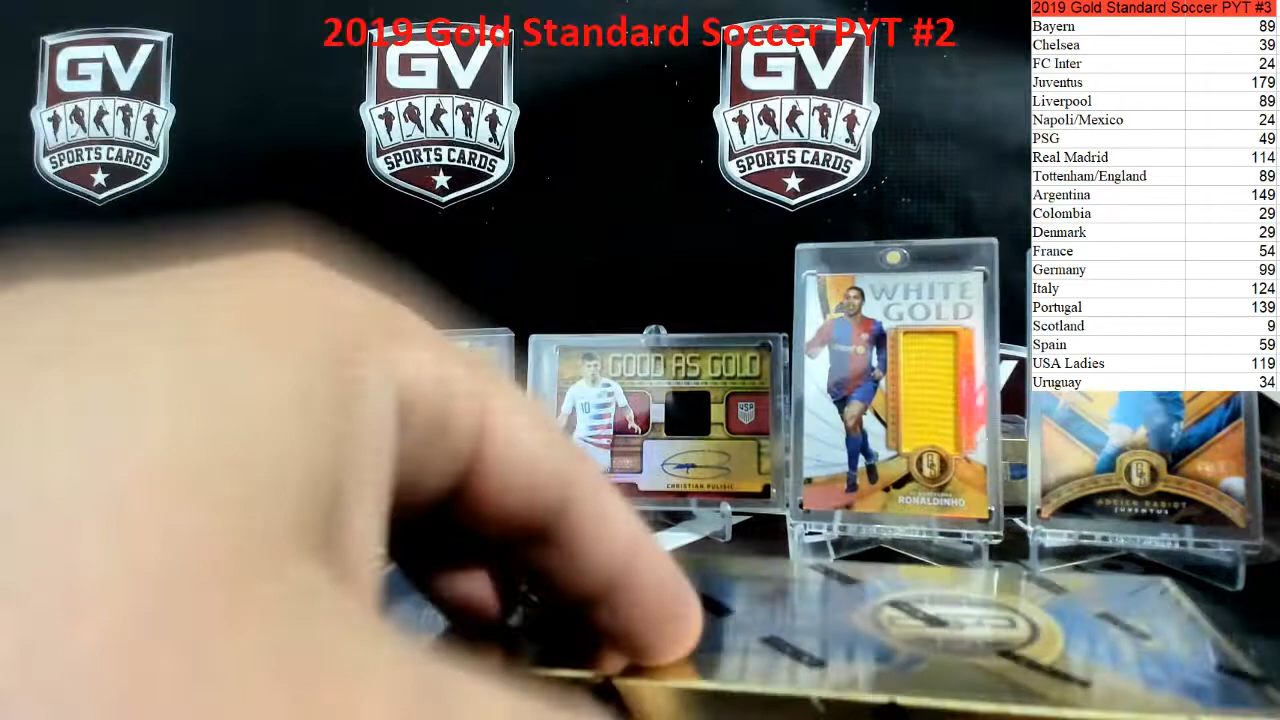 2019 Gold Standard Soccer PYT #2
GV
SPORTS CARDS
GV
SPORTS CARDS
GV
SPORTS CARDS
2019 Gold Standard Soccer PYT #3
Bayern 89
Chelsea 39
FC Inter 24
Juventus 179
Liverpool 89
Napoli/Mexico 24
PSG 49
Real Madrid 114
Tottenham/England 89
Argentina 149
Colombia 29
Denmark 29
France 54
Germany 99
Italy 124
Portugal 139
Scotland 9
Spain 59
USA Ladies 119
Uruguay 34
GOOD AS GOLD
10
USA
CHRISTIAN PULISIC
WHITE
GOLD
RONALDINHO
JUVENTUS